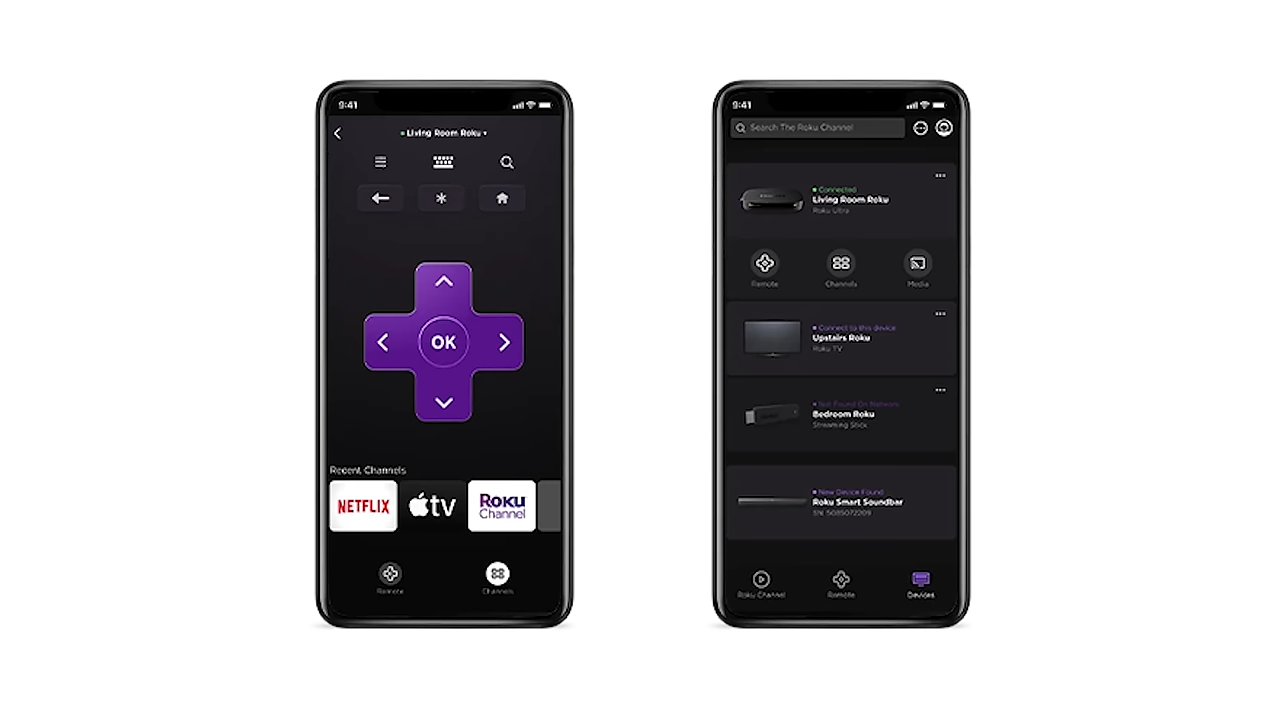 9:41
Living Room Roku
OK
Recent Channels
NETFLIX
tv
Roku
Channel
Remote
Channels
9:41
Search The Roku Channel
Connected
Living Room Roku
Roku Ultra
Remote
Channels
Media
Connect to this device
Upstairs Roku
Roku TV
Not Found On Network
Bedroom Roku
Streaming Stick
New Device Found
Roku Smart Soundbar
SN: 5085072209
Roku Channel
Remote
Devices